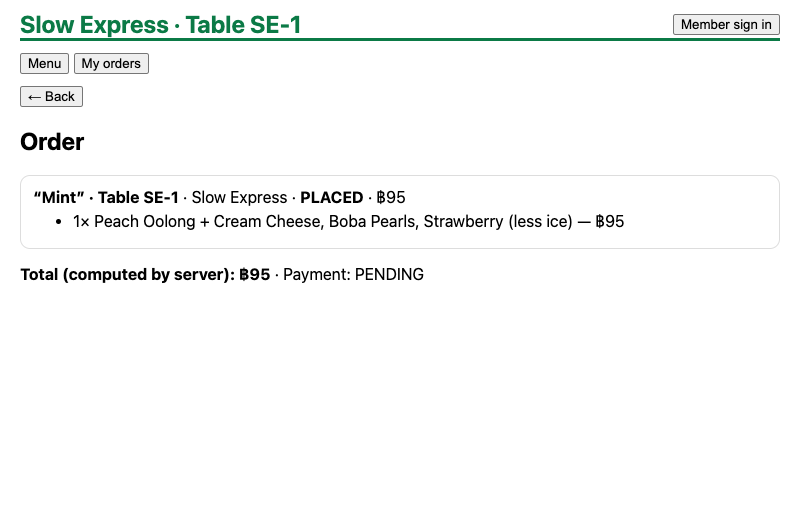 Slow Express · Table SE-1
Member sign in
Menu
My orders
← Back
Order
“Mint” · Table SE-1 · Slow Express · PLACED · ฿95
• 1× Peach Oolong + Cream Cheese, Boba Pearls, Strawberry (less ice) — ฿95
Total (computed by server): ฿95 · Payment: PENDING